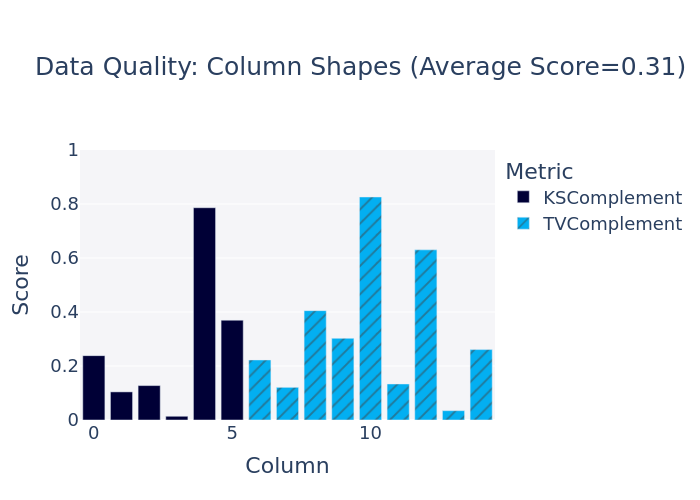 Data Quality: Column Shapes (Average Score=0.31)
Metric
KSComplement
TVComplement
Score
1
0.8
0.6
0.4
0.2
0
0 5 10
Column